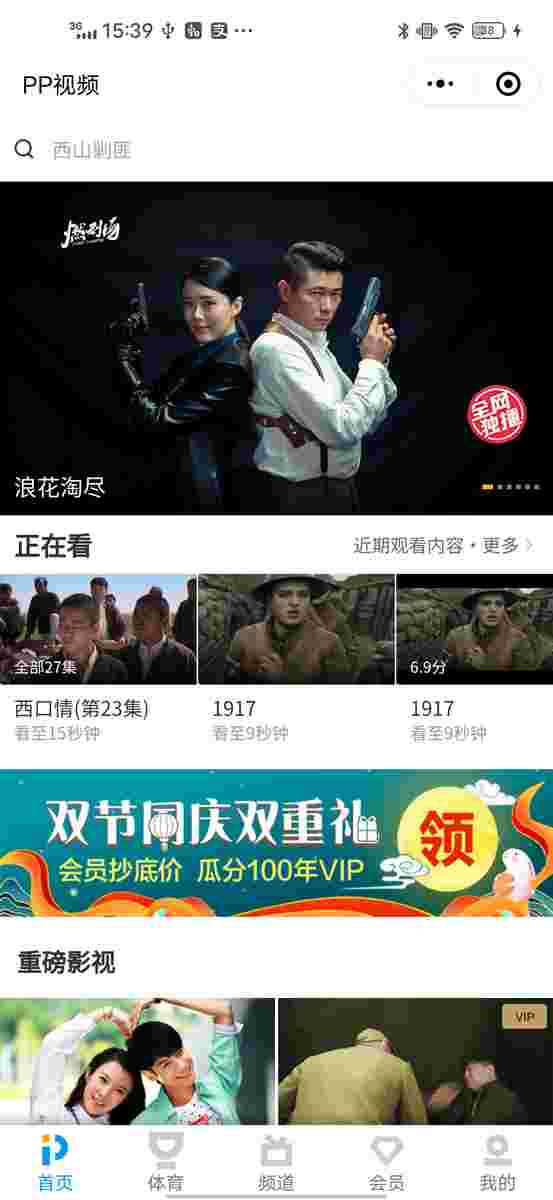 3G 15:39
PP视频
西山剿匪
燃剧场
全网
独播
浪花淘尽
正在看
近期观看内容·更多
全部27集
6.9分
西口情(第23集)
1917
1917
看至15秒钟
看至9秒钟
看至9秒钟
双节同庆双重礼
领
会员抄底价 瓜分100年VIP
重磅影视
VIP
首页
体育
频道
会员
我的